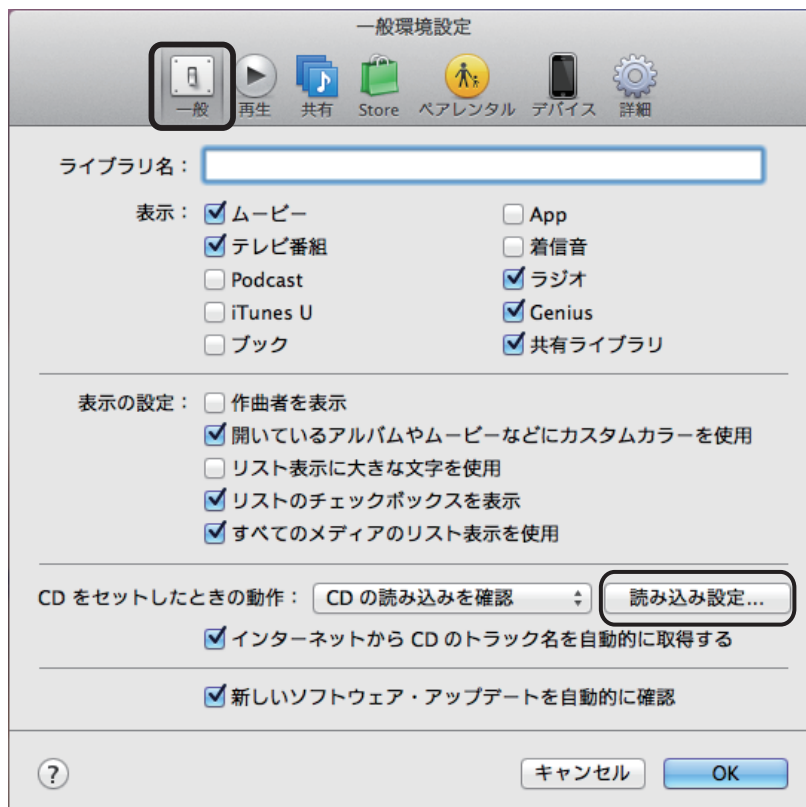 一般環境設定
一般 再生 共有 Store ペアレンタル デバイス 詳細
ライブラリ名：
表示： ムービー App
テレビ番組 着信音
Podcast ラジオ
iTunes U Genius
ブック 共有ライブラリ
表示の設定： 作曲者を表示
開いているアルバムやムービーなどにカスタムカラーを使用
リスト表示に大きな文字を使用
リストのチェックボックスを表示
すべてのメディアのリスト表示を使用
CD をセットしたときの動作： CD の読み込みを確認 読み込み設定...
インターネットから CD のトラック名を自動的に取得する
新しいソフトウェア・アップデートを自動的に確認
? キャンセル OK